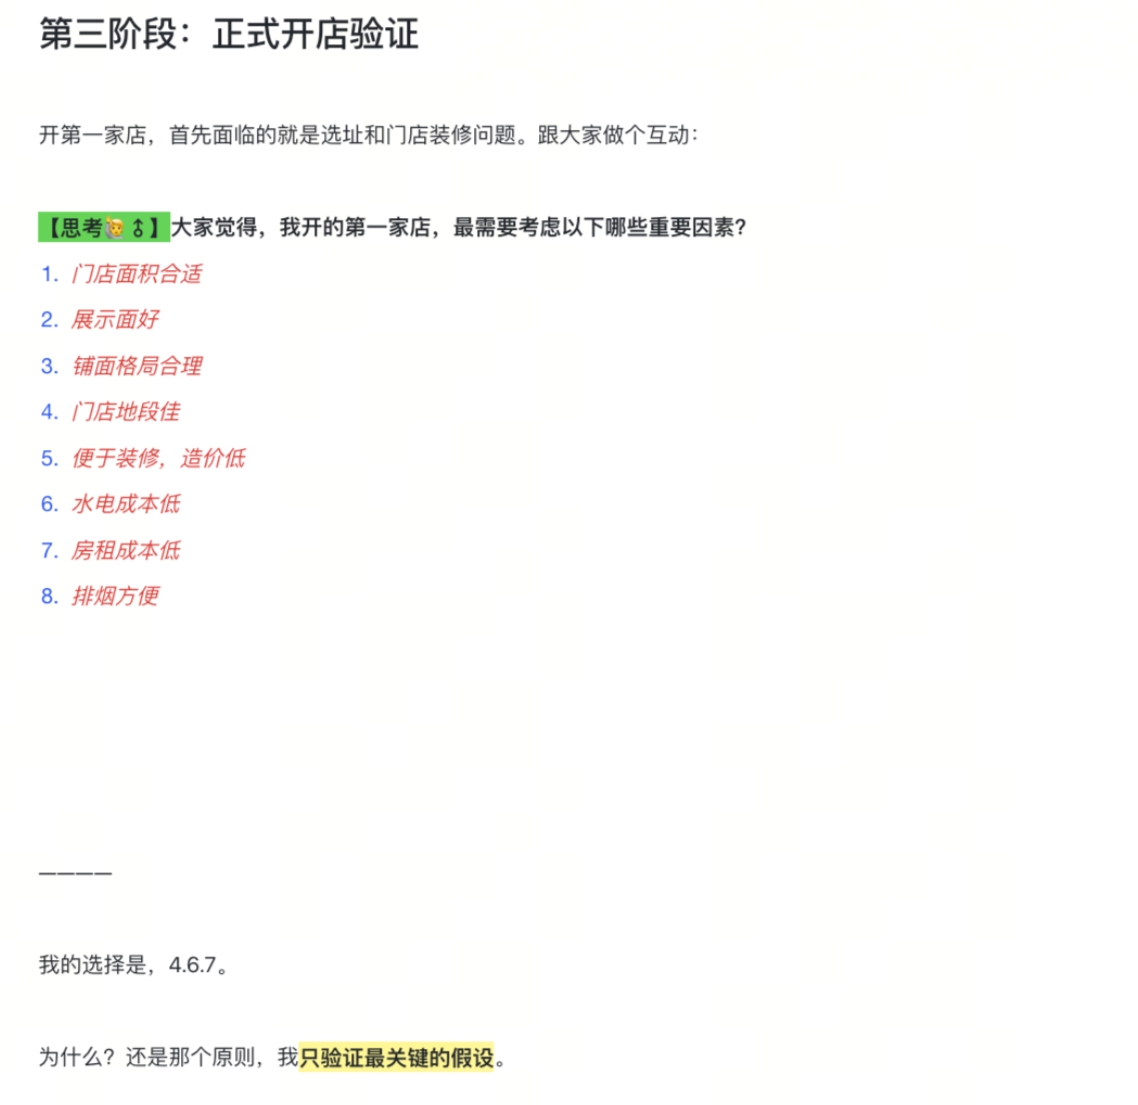 第三阶段：正式开店验证
开第一家店，首先面临的就是选址和门店装修问题。跟大家做个互动：
【思考🙋‍♂】大家觉得，我开的第一家店，最需要考虑以下哪些重要因素？
1. 门店面积合适
2. 展示面好
3. 铺面格局合理
4. 门店地段佳
5. 便于装修，造价低
6. 水电成本低
7. 房租成本低
8. 排烟方便
————
我的选择是，4.6.7。
为什么？还是那个原则，我只验证最关键的假设。